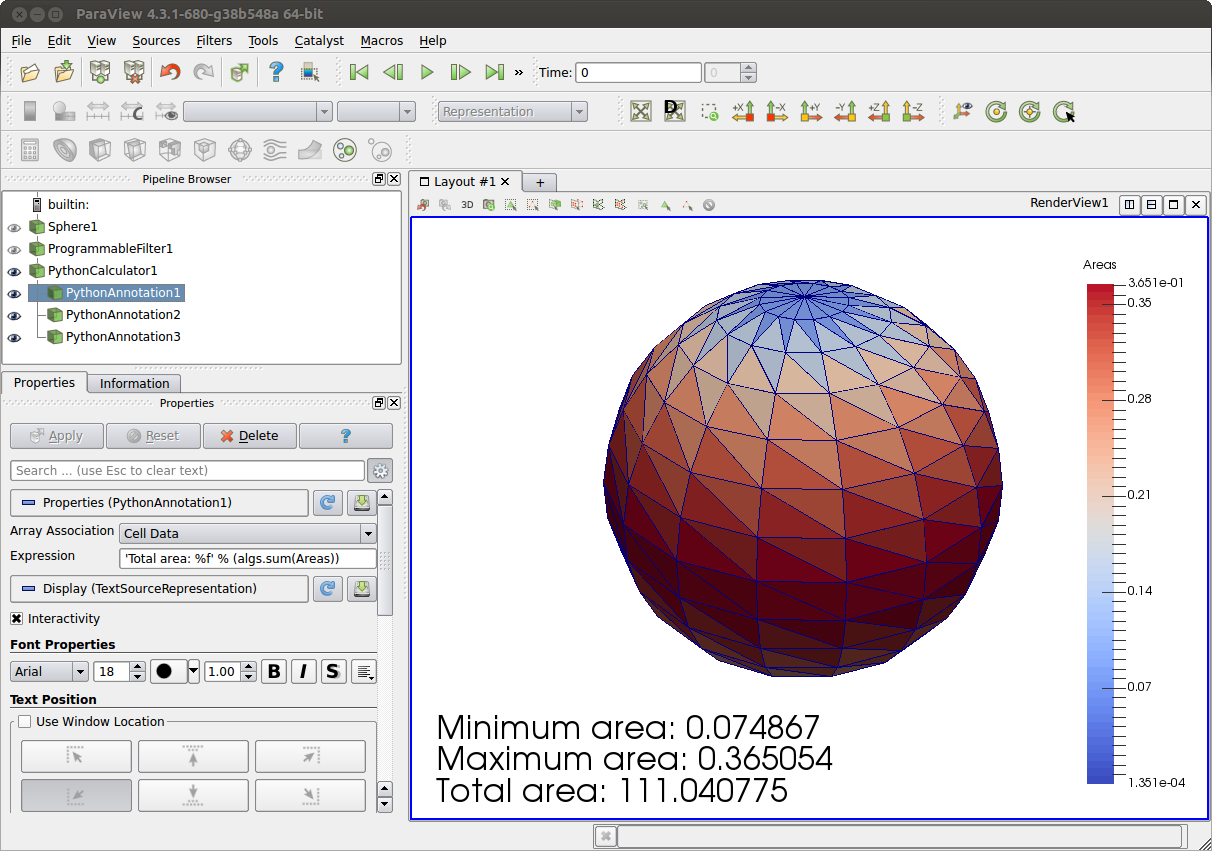 ParaView 4.3.1-680-g38b548a 64-bit
File Edit View Sources Filters Tools Catalyst Macros Help
? » Time: 0 0
C Representation D +X -X +Y -Y +Z -Z
Pipeline Browser
builtin:
Sphere1
ProgrammableFilter1
PythonCalculator1
PythonAnnotation1
PythonAnnotation2
PythonAnnotation3
Properties Information
Properties
Apply Reset Delete ?
Search ... (use Esc to clear text)
Properties (PythonAnnotation1)
Array Association Cell Data
Expression 'Total area: %f' % (algs.sum(Areas))
Display (TextSourceRepresentation)
Interactivity
Font Properties
Arial 18 1.00 B I S
Text Position
Use Window Location
Layout #1 +
3D RenderView1
Areas
3.651e-01
0.35
0.28
0.21
0.14
0.07
1.351e-04
Minimum area: 0.074867
Maximum area: 0.365054
Total area: 111.040775